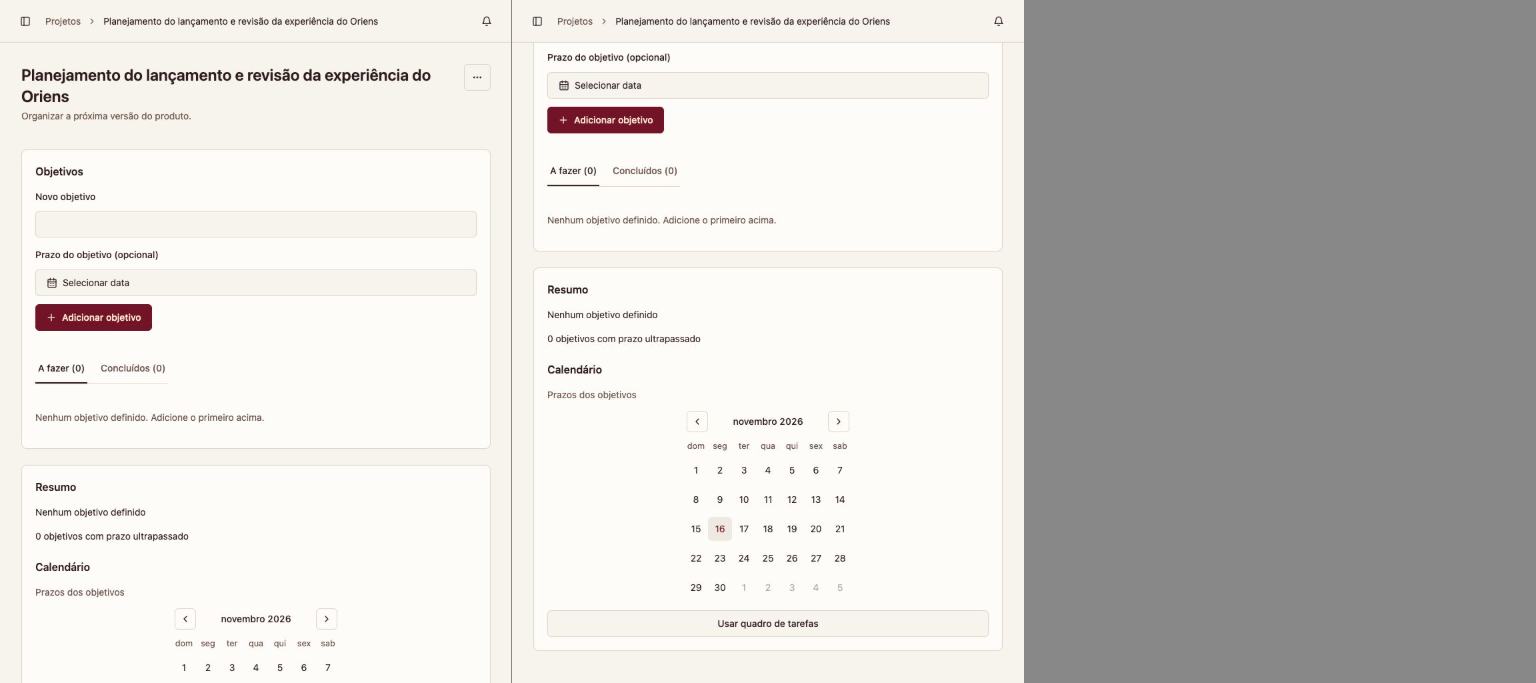 Projetos > Planejamento do lançamento e revisão da experiência do Oriens
Planejamento do lançamento e revisão da experiência do
Oriens
Organizar a próxima versão do produto.
Objetivos
Novo objetivo
Prazo do objetivo (opcional)
Selecionar data
+ Adicionar objetivo
A fazer (0) Concluídos (0)
Nenhum objetivo definido. Adicione o primeiro acima.
Resumo
Nenhum objetivo definido
0 objetivos com prazo ultrapassado
Calendário
Prazos dos objetivos
novembro 2026
dom seg ter qua qui sex sab
1 2 3 4 5 6 7
Projetos > Planejamento do lançamento e revisão da experiência do Oriens
Prazo do objetivo (opcional)
Selecionar data
+ Adicionar objetivo
A fazer (0) Concluídos (0)
Nenhum objetivo definido. Adicione o primeiro acima.
Resumo
Nenhum objetivo definido
0 objetivos com prazo ultrapassado
Calendário
Prazos dos objetivos
novembro 2026
dom seg ter qua qui sex sab
1 2 3 4 5 6 7
8 9 10 11 12 13 14
15 16 17 18 19 20 21
22 23 24 25 26 27 28
29 30 1 2 3 4 5
Usar quadro de tarefas